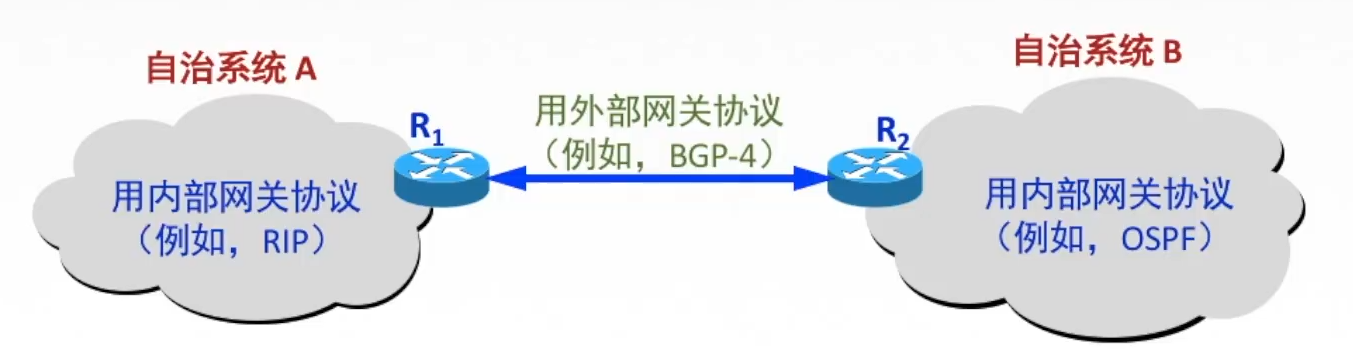 自治系统 A
自治系统 B
R1
用外部网关协议
（例如，BGP-4）
R2
用内部网关协议
（例如，RIP）
用内部网关协议
（例如，OSPF）